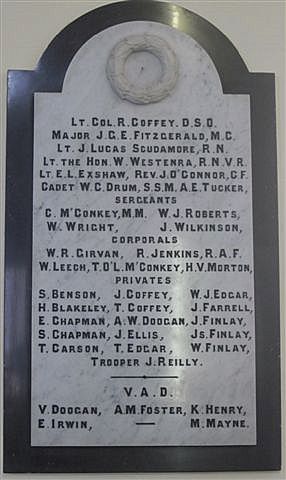 Lt. Col. R. Coffey. D.S.O.
Major J.G.E. Fitzgerald, M.C.
Lt. J. Lucas Scudamore, R.N.
Lt. the Hon. W. Westenra, R.N.V.R.
Lt. E.L. Exshaw, Rev. J. O'Connor, C.F.
Cadet W.C. Drum, S.S.M. A.E. Tucker,
Sergeants
C. McConkey, M.M. W.J. Roberts,
W. Wright, J. Wilkinson,
Corporals
W.R. Girvan, R. Jenkins, R.A.F.
W. Leech, T. O'L. McConkey, H.V. Morton,
Privates
S. Benson, J. Coffey, W.J. Edgar,
H. Blakeley, T. Coffey, J. Farrell,
E. Chapman, A.W. Doogan, J. Finlay,
S. Chapman, J. Ellis, Js. Finlay,
T. Carson, T. Edgar, W. Finlay,
Trooper J. Reilly.
V.A.D.
V. Doogan, A.M. Foster, K. Henry,
E. Irwin, — M. Mayne.